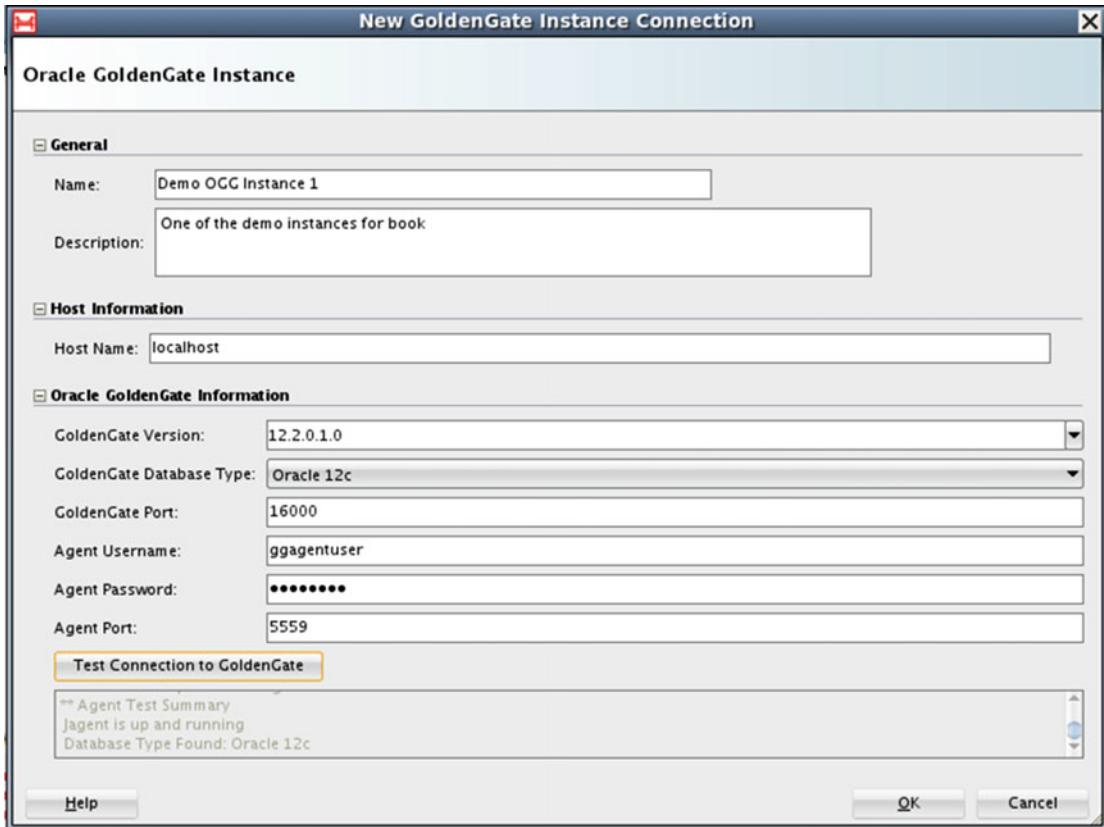 New GoldenGate Instance Connection
Oracle GoldenGate Instance
General
Name: Demo OGG Instance 1
Description: One of the demo instances for book
Host Information
Host Name: localhost
Oracle GoldenGate Information
GoldenGate Version: 12.2.0.1.0
GoldenGate Database Type: Oracle 12c
GoldenGate Port: 16000
Agent Username: ggagentuser
Agent Password: ••••••••
Agent Port: 5559
Test Connection to GoldenGate
** Agent Test Summary
Jagent is up and running
Database Type Found: Oracle 12c
Help OK Cancel